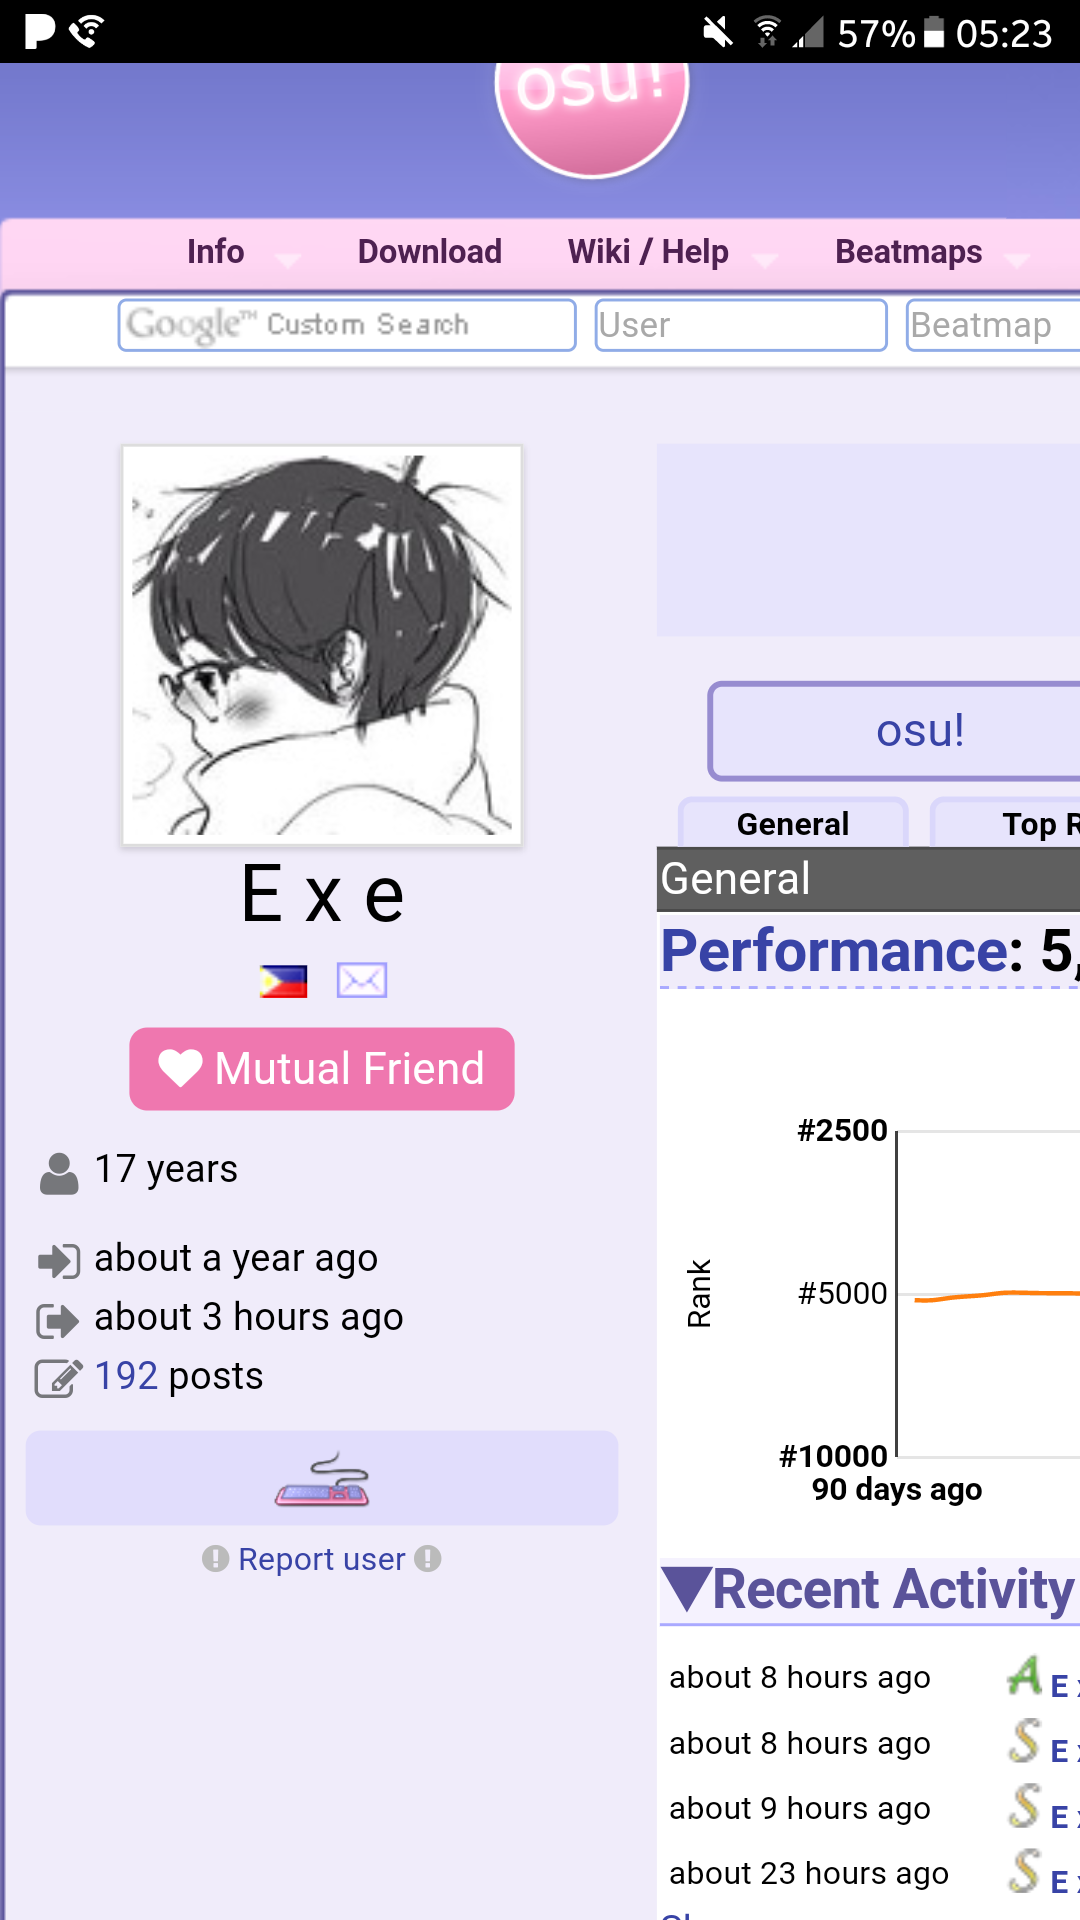 57% 05:23
osu!
Info Download Wiki / Help Beatmaps
Google™ Custom Search User Beatmap
osu!
General Top R
General
E x e
Performance: 5,
Mutual Friend
17 years
about a year ago
about 3 hours ago
192 posts
Report user
#2500
Rank
#5000
#10000
90 days ago
▼Recent Activity
about 8 hours ago A E
about 8 hours ago S E
about 9 hours ago S E
about 23 hours ago S E